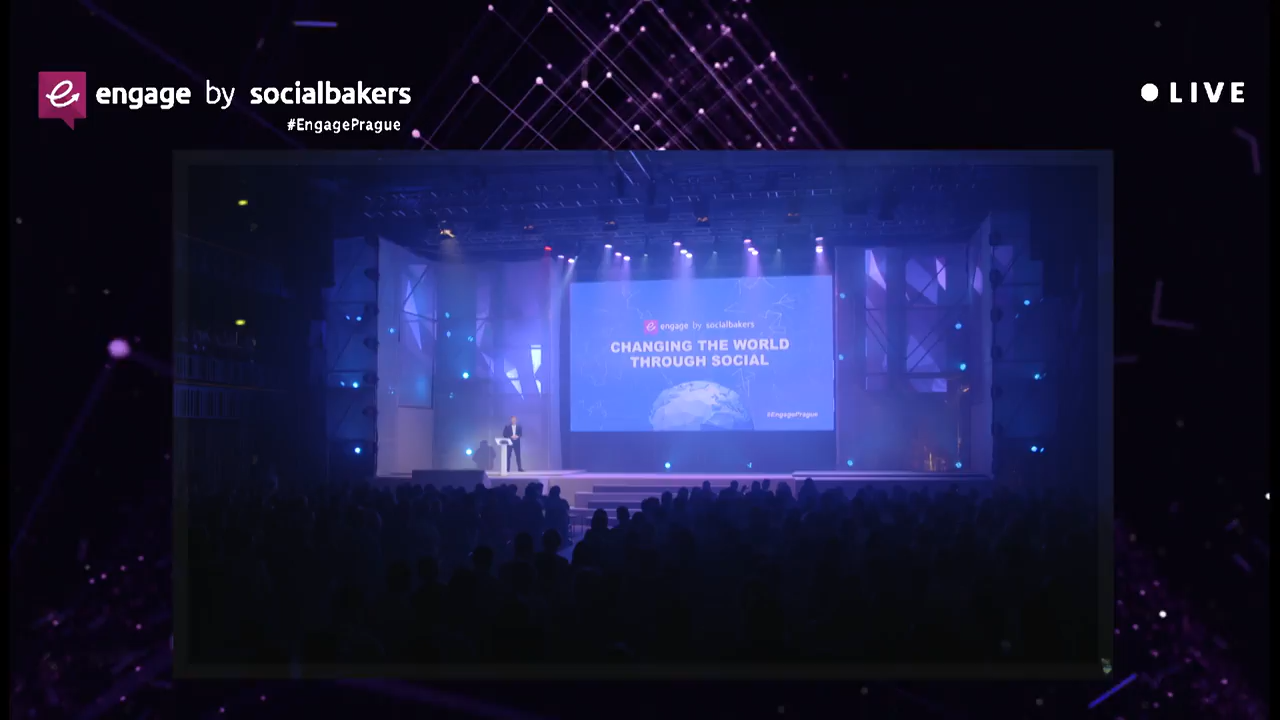 engage by socialbakers
#EngagePrague
LIVE
engage by socialbakers
CHANGING THE WORLD
THROUGH SOCIAL
#EngagePrague